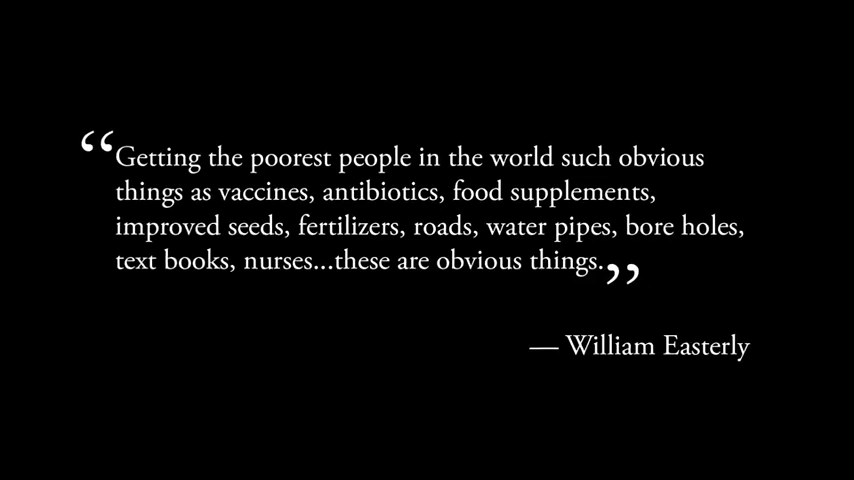 “Getting the poorest people in the world such obvious
things as vaccines, antibiotics, food supplements,
improved seeds, fertilizers, roads, water pipes, bore holes,
text books, nurses...these are obvious things.”
— William Easterly